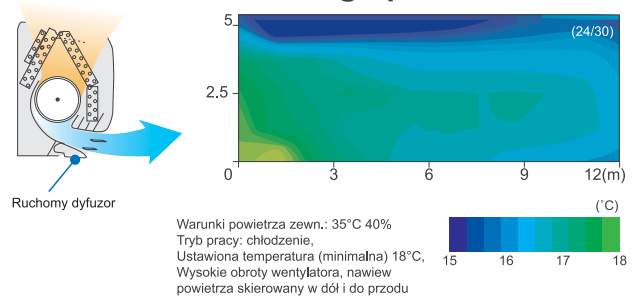 5
(24/30)
2.5
0
0 3 6 9 12(m)
Ruchomy dyfuzor
(°C)
Warunki powietrza zewn.: 35°C 40%
Tryb pracy: chłodzenie,
Ustawiona temperatura (minimalna) 18°C,
Wysokie obroty wentylatora, nawiew
powietrza skierowany w dół i do przodu
15 16 17 18